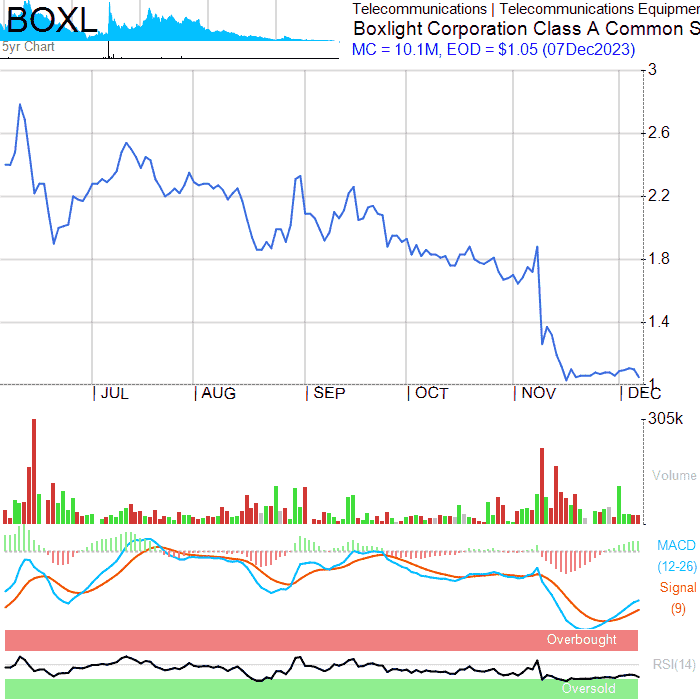 BOXL
5yr Chart
Telecommunications | Telecommunications Equipmen
Boxlight Corporation Class A Common S
MC = 10.1M, EOD = $1.05 (07Dec2023)
3
2.6
2.2
1.8
1.4
1
JUL AUG SEP OCT NOV DEC
305k
Volume
MACD
(12-26)
Signal
(9)
Overbought
RSI(14)
Oversold